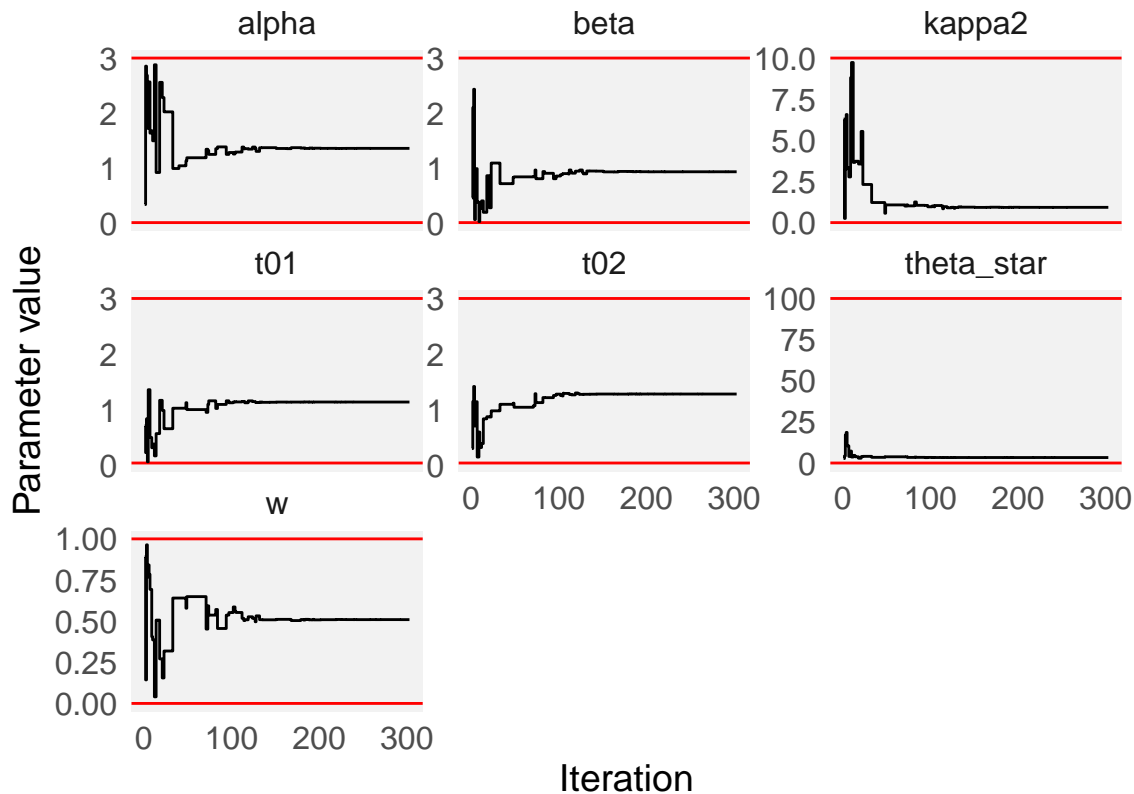 alpha beta kappa2
3 3 10.0
2 2 7.5
5.0
1 1 2.5
0 0 0.0
t01 t02 theta_star
3 3 100
75
2 2
50
1 1 25
0 0 0
0 100 200 300 0 100 200 300
w
1.00
0.75
0.50
0.25
0.00
0 100 200 300
Parameter value
Iteration